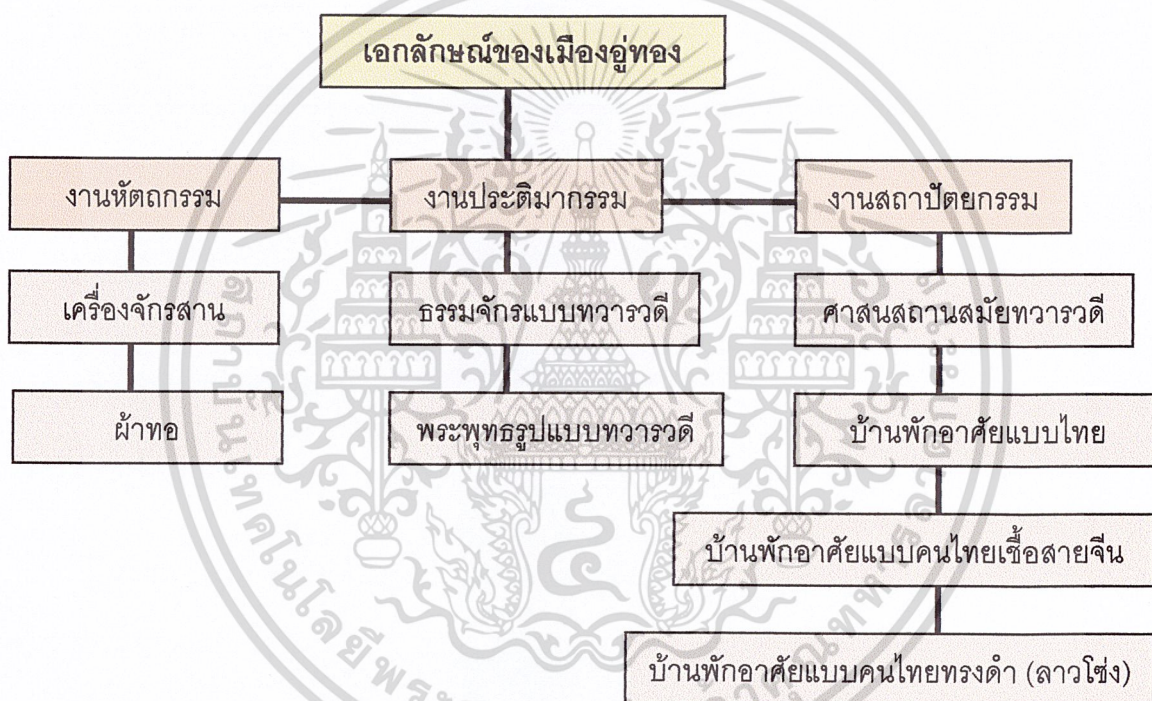 เอกลักษณ์ของเมืองอู่ทอง
งานหัตถกรรม
งานประติมากรรม
งานสถาปัตยกรรม
เครื่องจักรสาน
ธรรมจักรแบบทวารวดี
ศาสนสถานสมัยทวารวดี
ผ้าทอ
พระพุทธรูปแบบทวารวดี
บ้านพักอาศัยแบบไทย
บ้านพักอาศัยแบบคนไทยเชื้อสายจีน
บ้านพักอาศัยแบบคนไทยทรงดำ (ลาวโซ่ง)